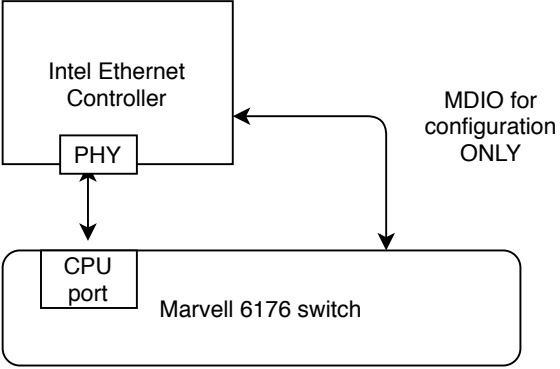 Intel Ethernet
Controller
PHY
MDIO for
configuration
ONLY
CPU
port
Marvell 6176 switch